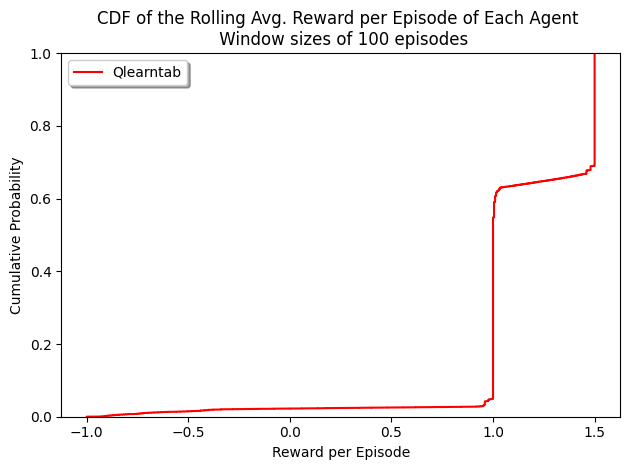 CDF of the Rolling Avg. Reward per Episode of Each Agent
Window sizes of 100 episodes
Qlearntab
Cumulative Probability
1.0
0.8
0.6
0.4
0.2
0.0
−1.0 −0.5 0.0 0.5 1.0 1.5
Reward per Episode